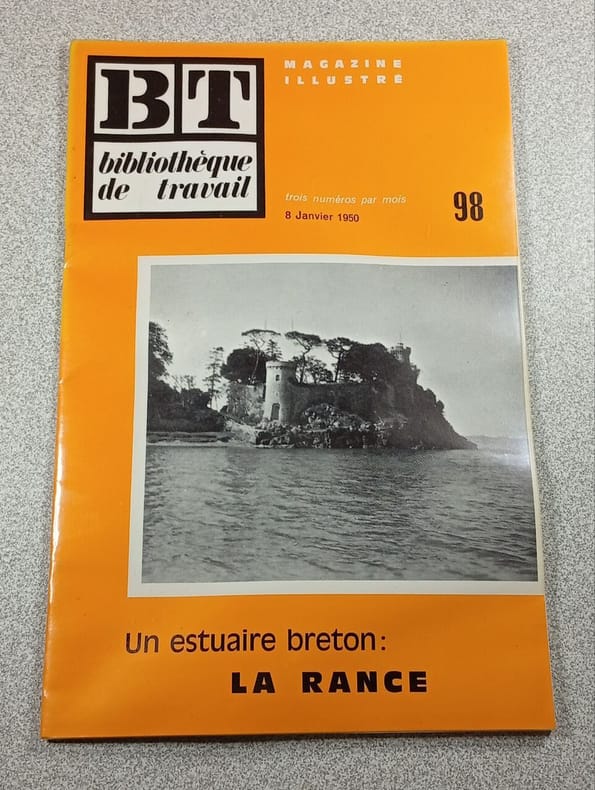 BT
bibliothèque
de travail
MAGAZINE
ILLUSTRÉ
trois numéros par mois
8 Janvier 1950
98
Un estuaire breton:
LA RANCE